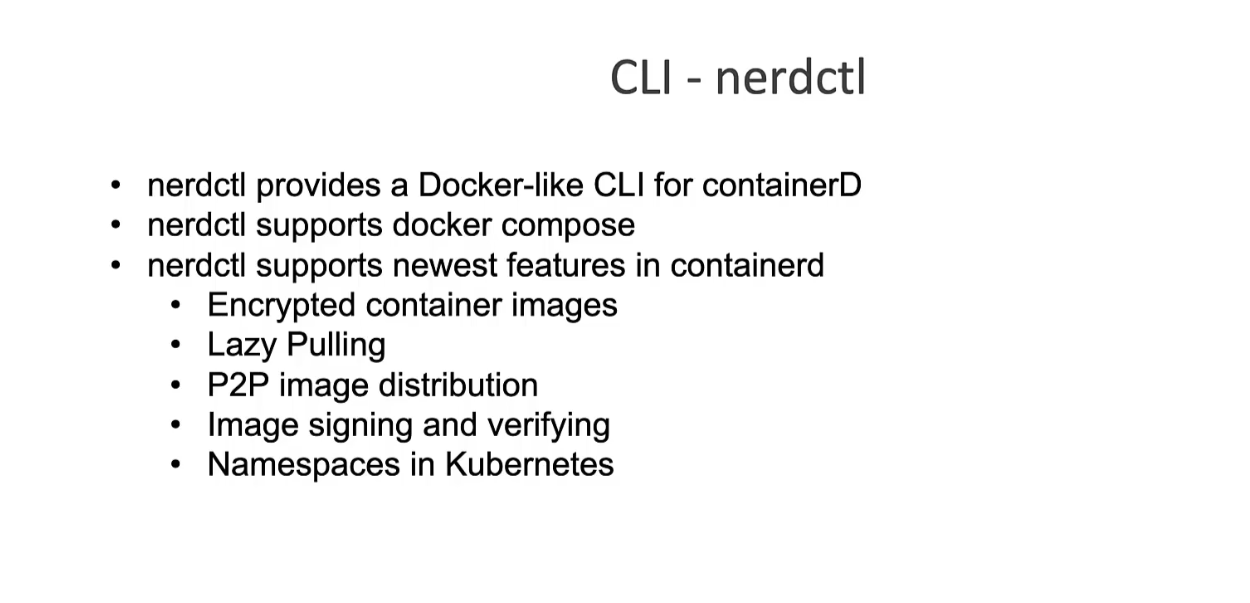 CLI - nerdctl
• nerdctl provides a Docker-like CLI for containerD
• nerdctl supports docker compose
• nerdctl supports newest features in containerd
• Encrypted container images
• Lazy Pulling
• P2P image distribution
• Image signing and verifying
• Namespaces in Kubernetes